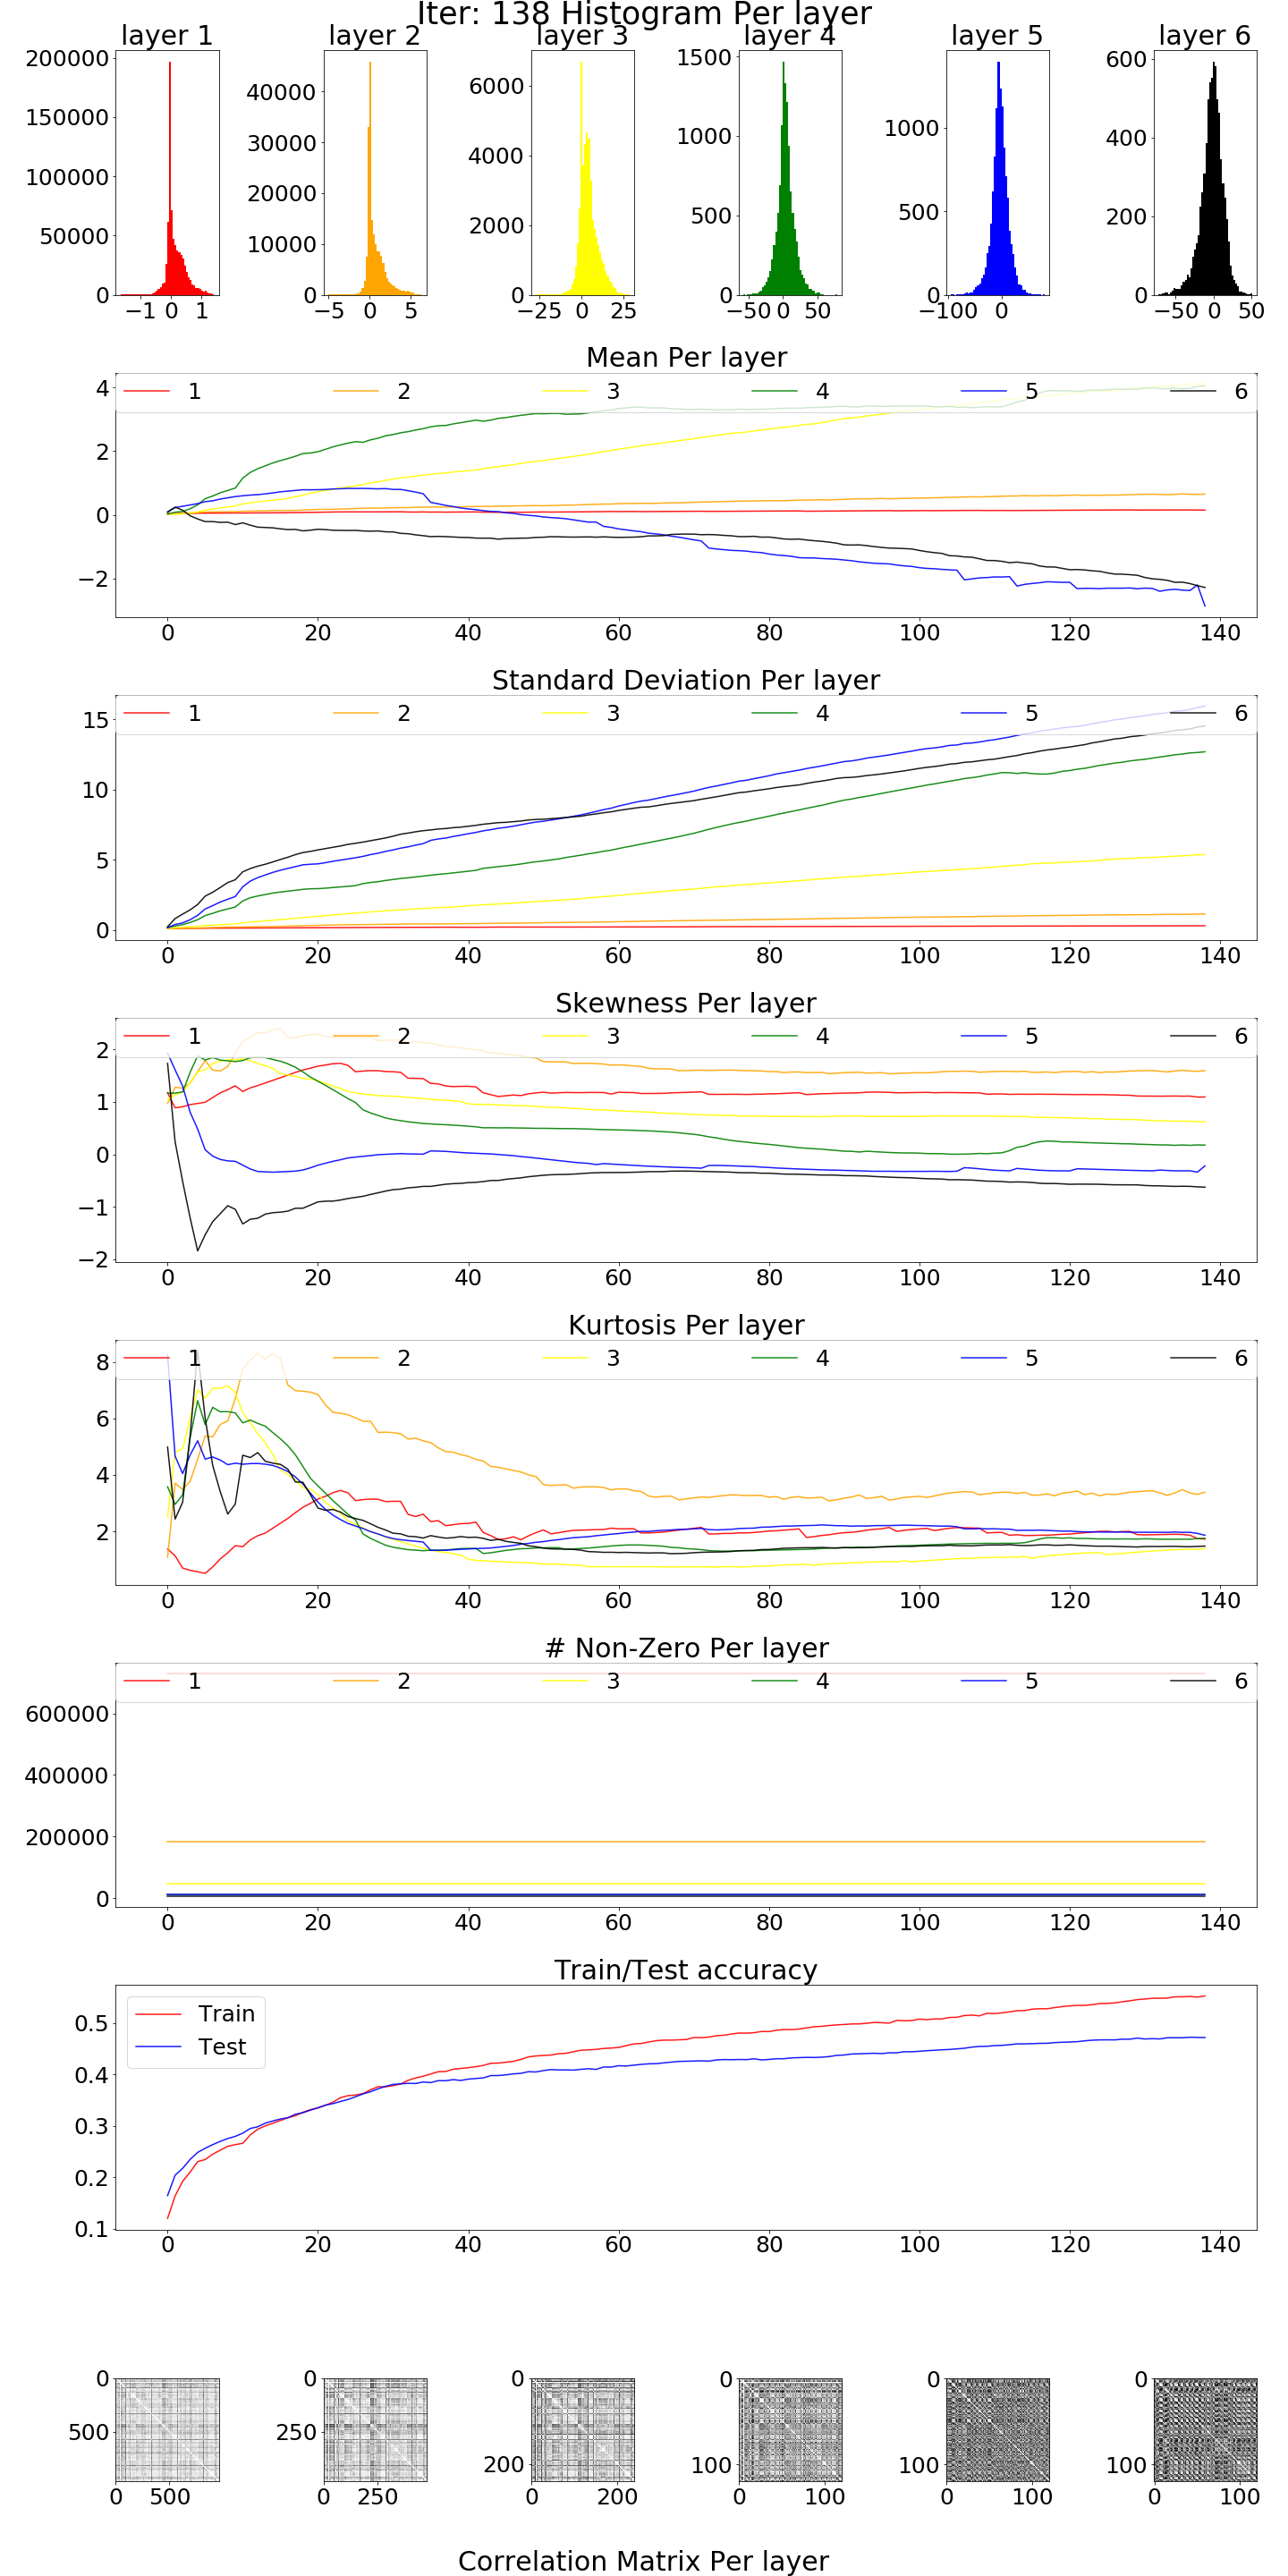 Iter: 138 Histogram Per layer
layer 1 layer 2 layer 3 layer 4 layer 5 layer 6
200000
150000
100000
50000
0
−1 0 1
40000
30000
20000
10000
0
−5 0 5
6000
4000
2000
0
−25 0 25
1500
1000
500
0
−50 0 50
1000
500
0
−100 0
600
400
200
0
−50 0 50
Mean Per layer
1 2 3 4 5 6
4
2
0
−2
0 20 40 60 80 100 120 140
Standard Deviation Per layer
1 2 3 4 5 6
15
10
5
0
0 20 40 60 80 100 120 140
Skewness Per layer
1 2 3 4 5 6
2
1
0
−1
−2
0 20 40 60 80 100 120 140
Kurtosis Per layer
1 2 3 4 5 6
8
6
4
2
0 20 40 60 80 100 120 140
# Non-Zero Per layer
1 2 3 4 5 6
600000
400000
200000
0
0 20 40 60 80 100 120 140
Train/Test accuracy
Train
Test
0.5
0.4
0.3
0.2
0.1
0 20 40 60 80 100 120 140
0
500
0 500
0
250
0 250
0
200
0 200
0
100
0 100
0
100
0 100
0
100
0 100
Correlation Matrix Per layer